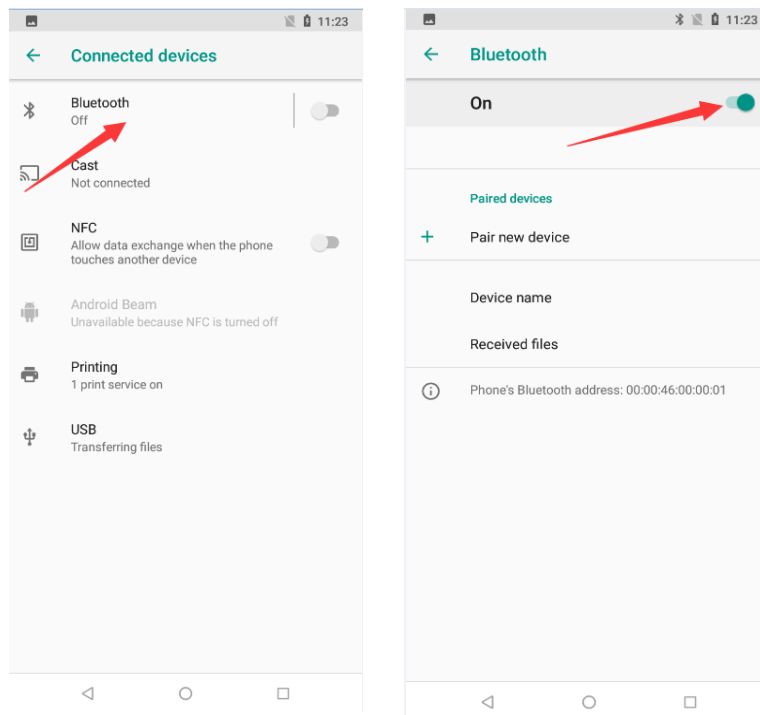 11:23
Connected devices
Bluetooth
Off
Cast
Not connected
NFC
Allow data exchange when the phone
touches another device
Android Beam
Unavailable because NFC is turned off
Printing
1 print service on
USB
Transferring files
11:23
Bluetooth
On
Paired devices
Pair new device
Device name
Received files
Phone's Bluetooth address: 00:00:46:00:00:01